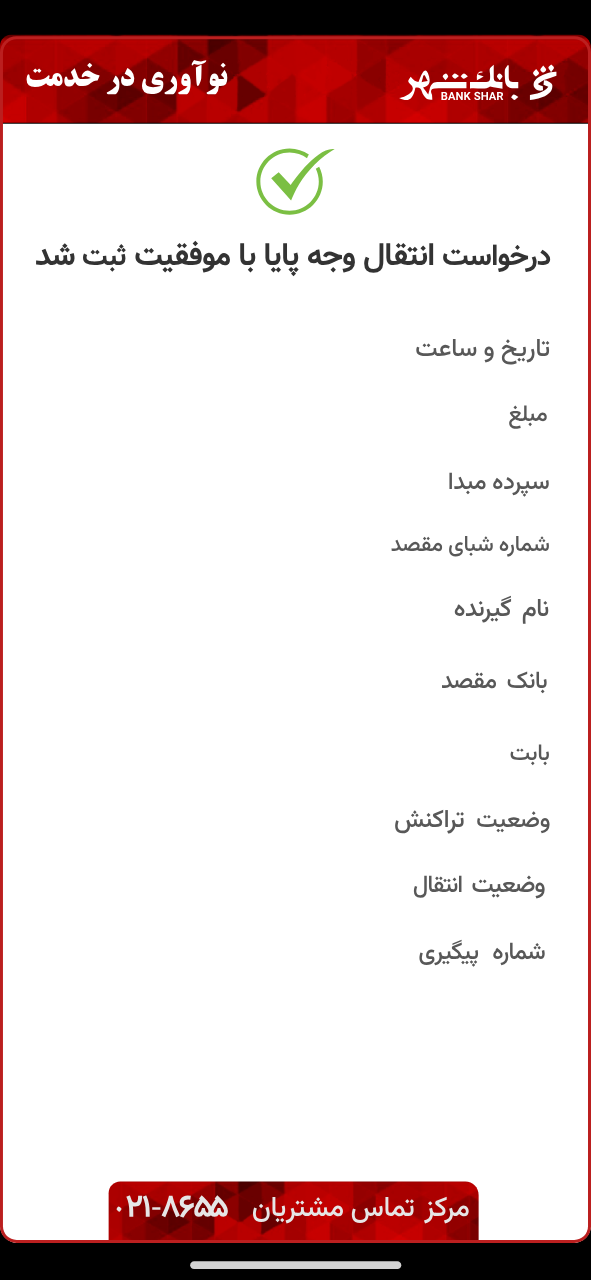 بانک شهر
BANK SHAR
نوآوری در خدمت
درخواست انتقال وجه پایا با موفقیت ثبت شد
تاریخ و ساعت
مبلغ
سپرده مبدا
شماره شبای مقصد
نام گیرنده
بانک مقصد
بابت
وضعیت تراکنش
وضعیت انتقال
شماره پیگیری
مرکز تماس مشتریان ۰۲۱-۸۶۵۵